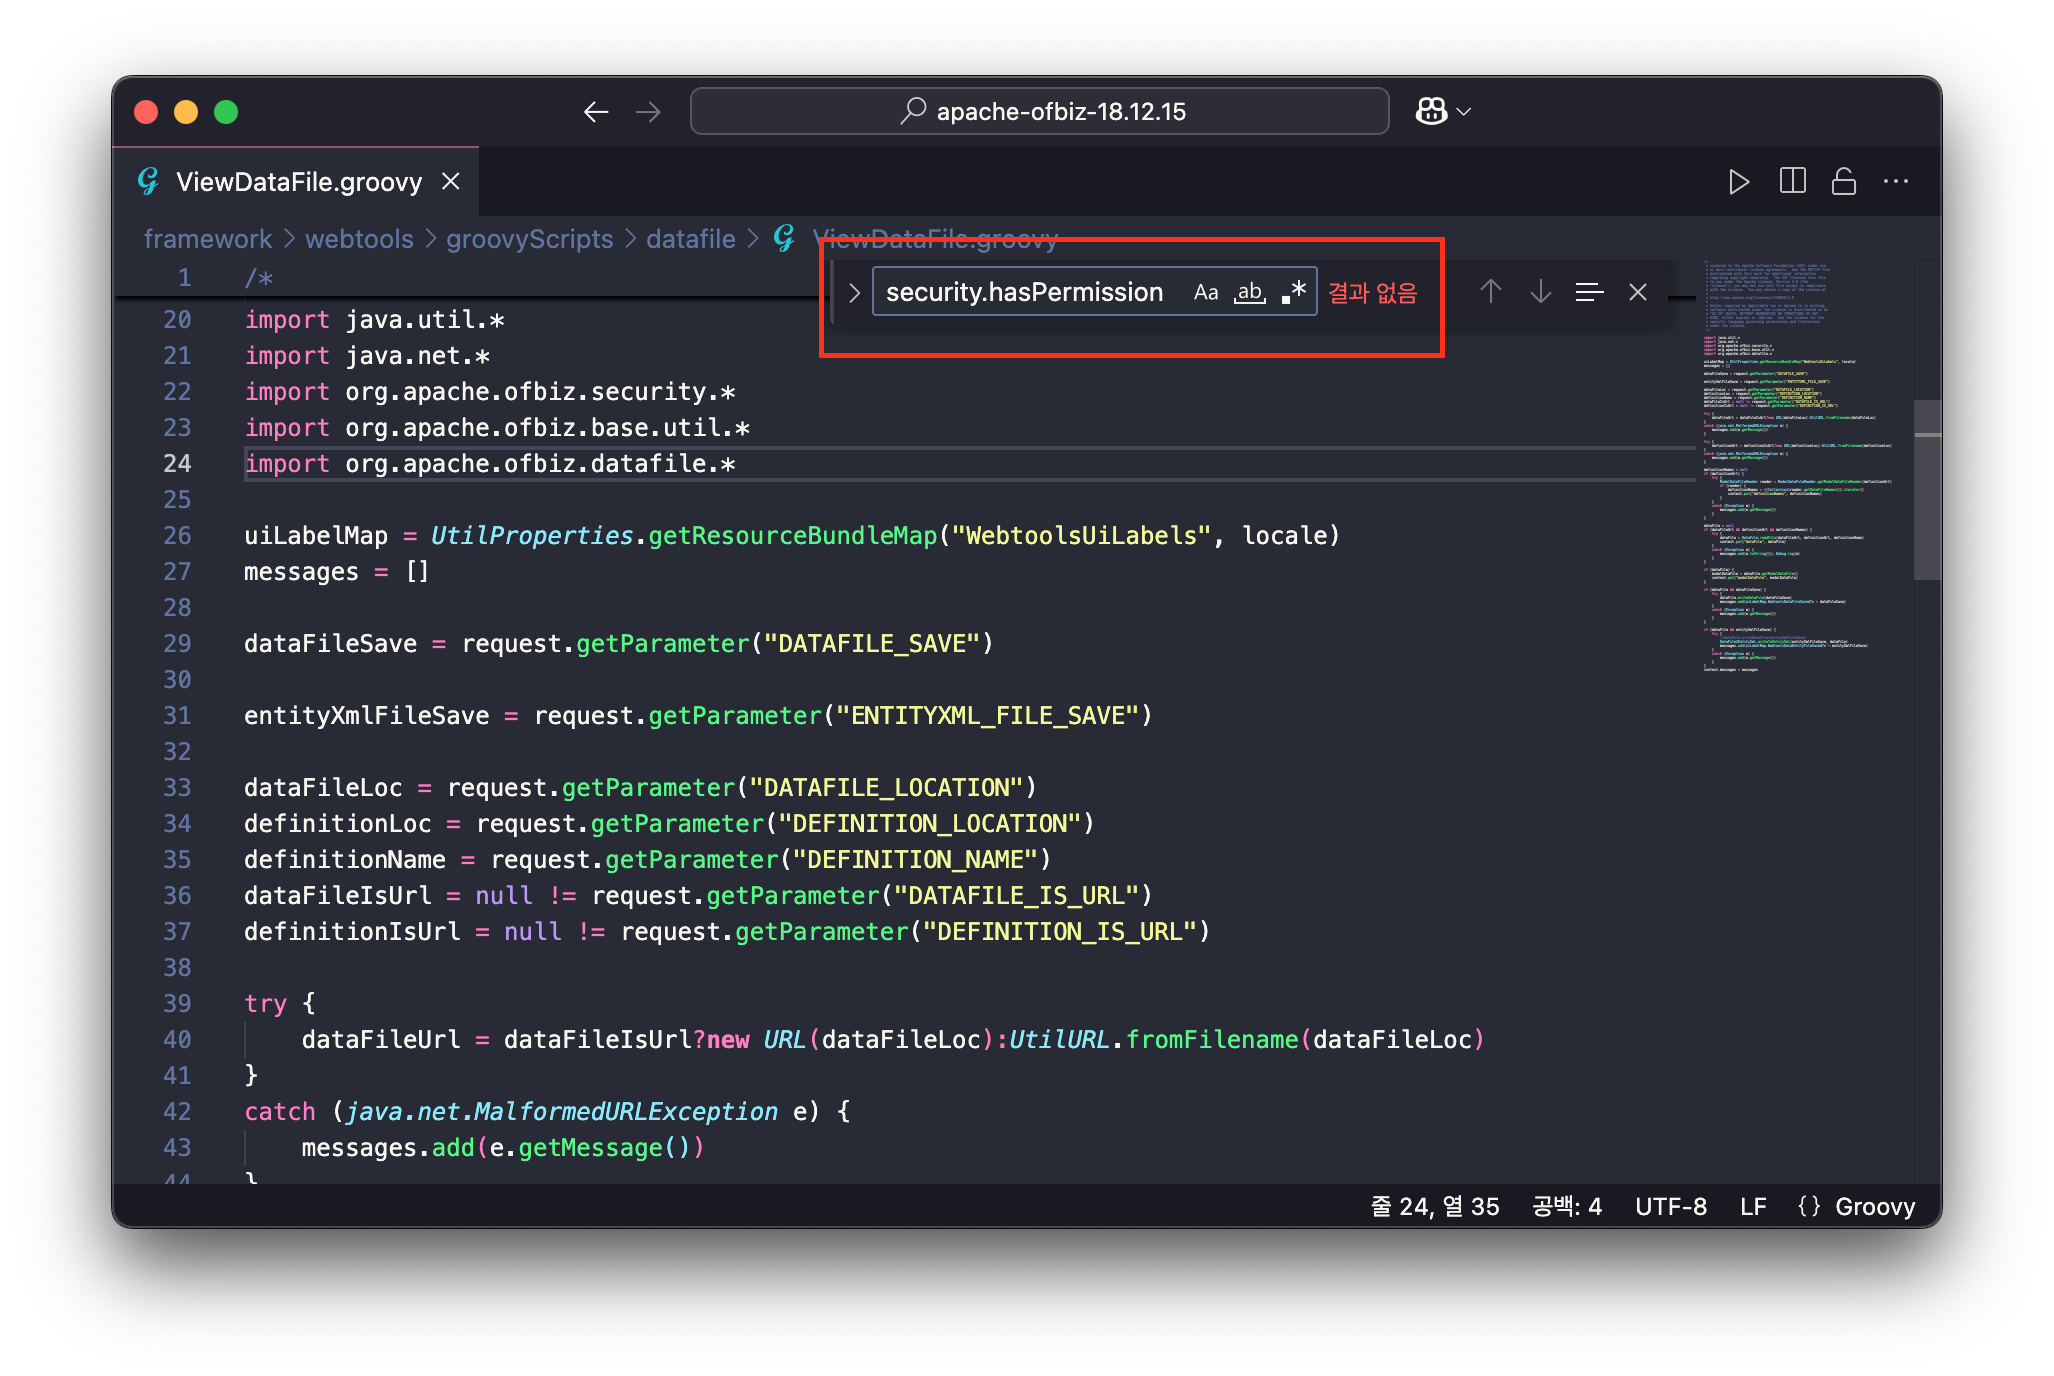 apache-ofbiz-18.12.15
ViewDataFile.groovy
framework > webtools > groovyScripts > datafile > ViewDataFile.groovy
security.hasPermission Aa ab .* 결과 없음
1 /*
20 import java.util.*
21 import java.net.*
22 import org.apache.ofbiz.security.*
23 import org.apache.ofbiz.base.util.*
24 import org.apache.ofbiz.datafile.*
25
26 uiLabelMap = UtilProperties.getResourceBundleMap("WebtoolsUiLabels", locale)
27 messages = []
28
29 dataFileSave = request.getParameter("DATAFILE_SAVE")
30
31 entityXmlFileSave = request.getParameter("ENTITYXML_FILE_SAVE")
32
33 dataFileLoc = request.getParameter("DATAFILE_LOCATION")
34 definitionLoc = request.getParameter("DEFINITION_LOCATION")
35 definitionName = request.getParameter("DEFINITION_NAME")
36 dataFileIsUrl = null != request.getParameter("DATAFILE_IS_URL")
37 definitionIsUrl = null != request.getParameter("DEFINITION_IS_URL")
38
39 try {
40 dataFileUrl = dataFileIsUrl?new URL(dataFileLoc):UtilURL.fromFilename(dataFileLoc)
41 }
42 catch (java.net.MalformedURLException e) {
43 messages.add(e.getMessage())
44 }
줄 24, 열 35 공백: 4 UTF-8 LF {} Groovy